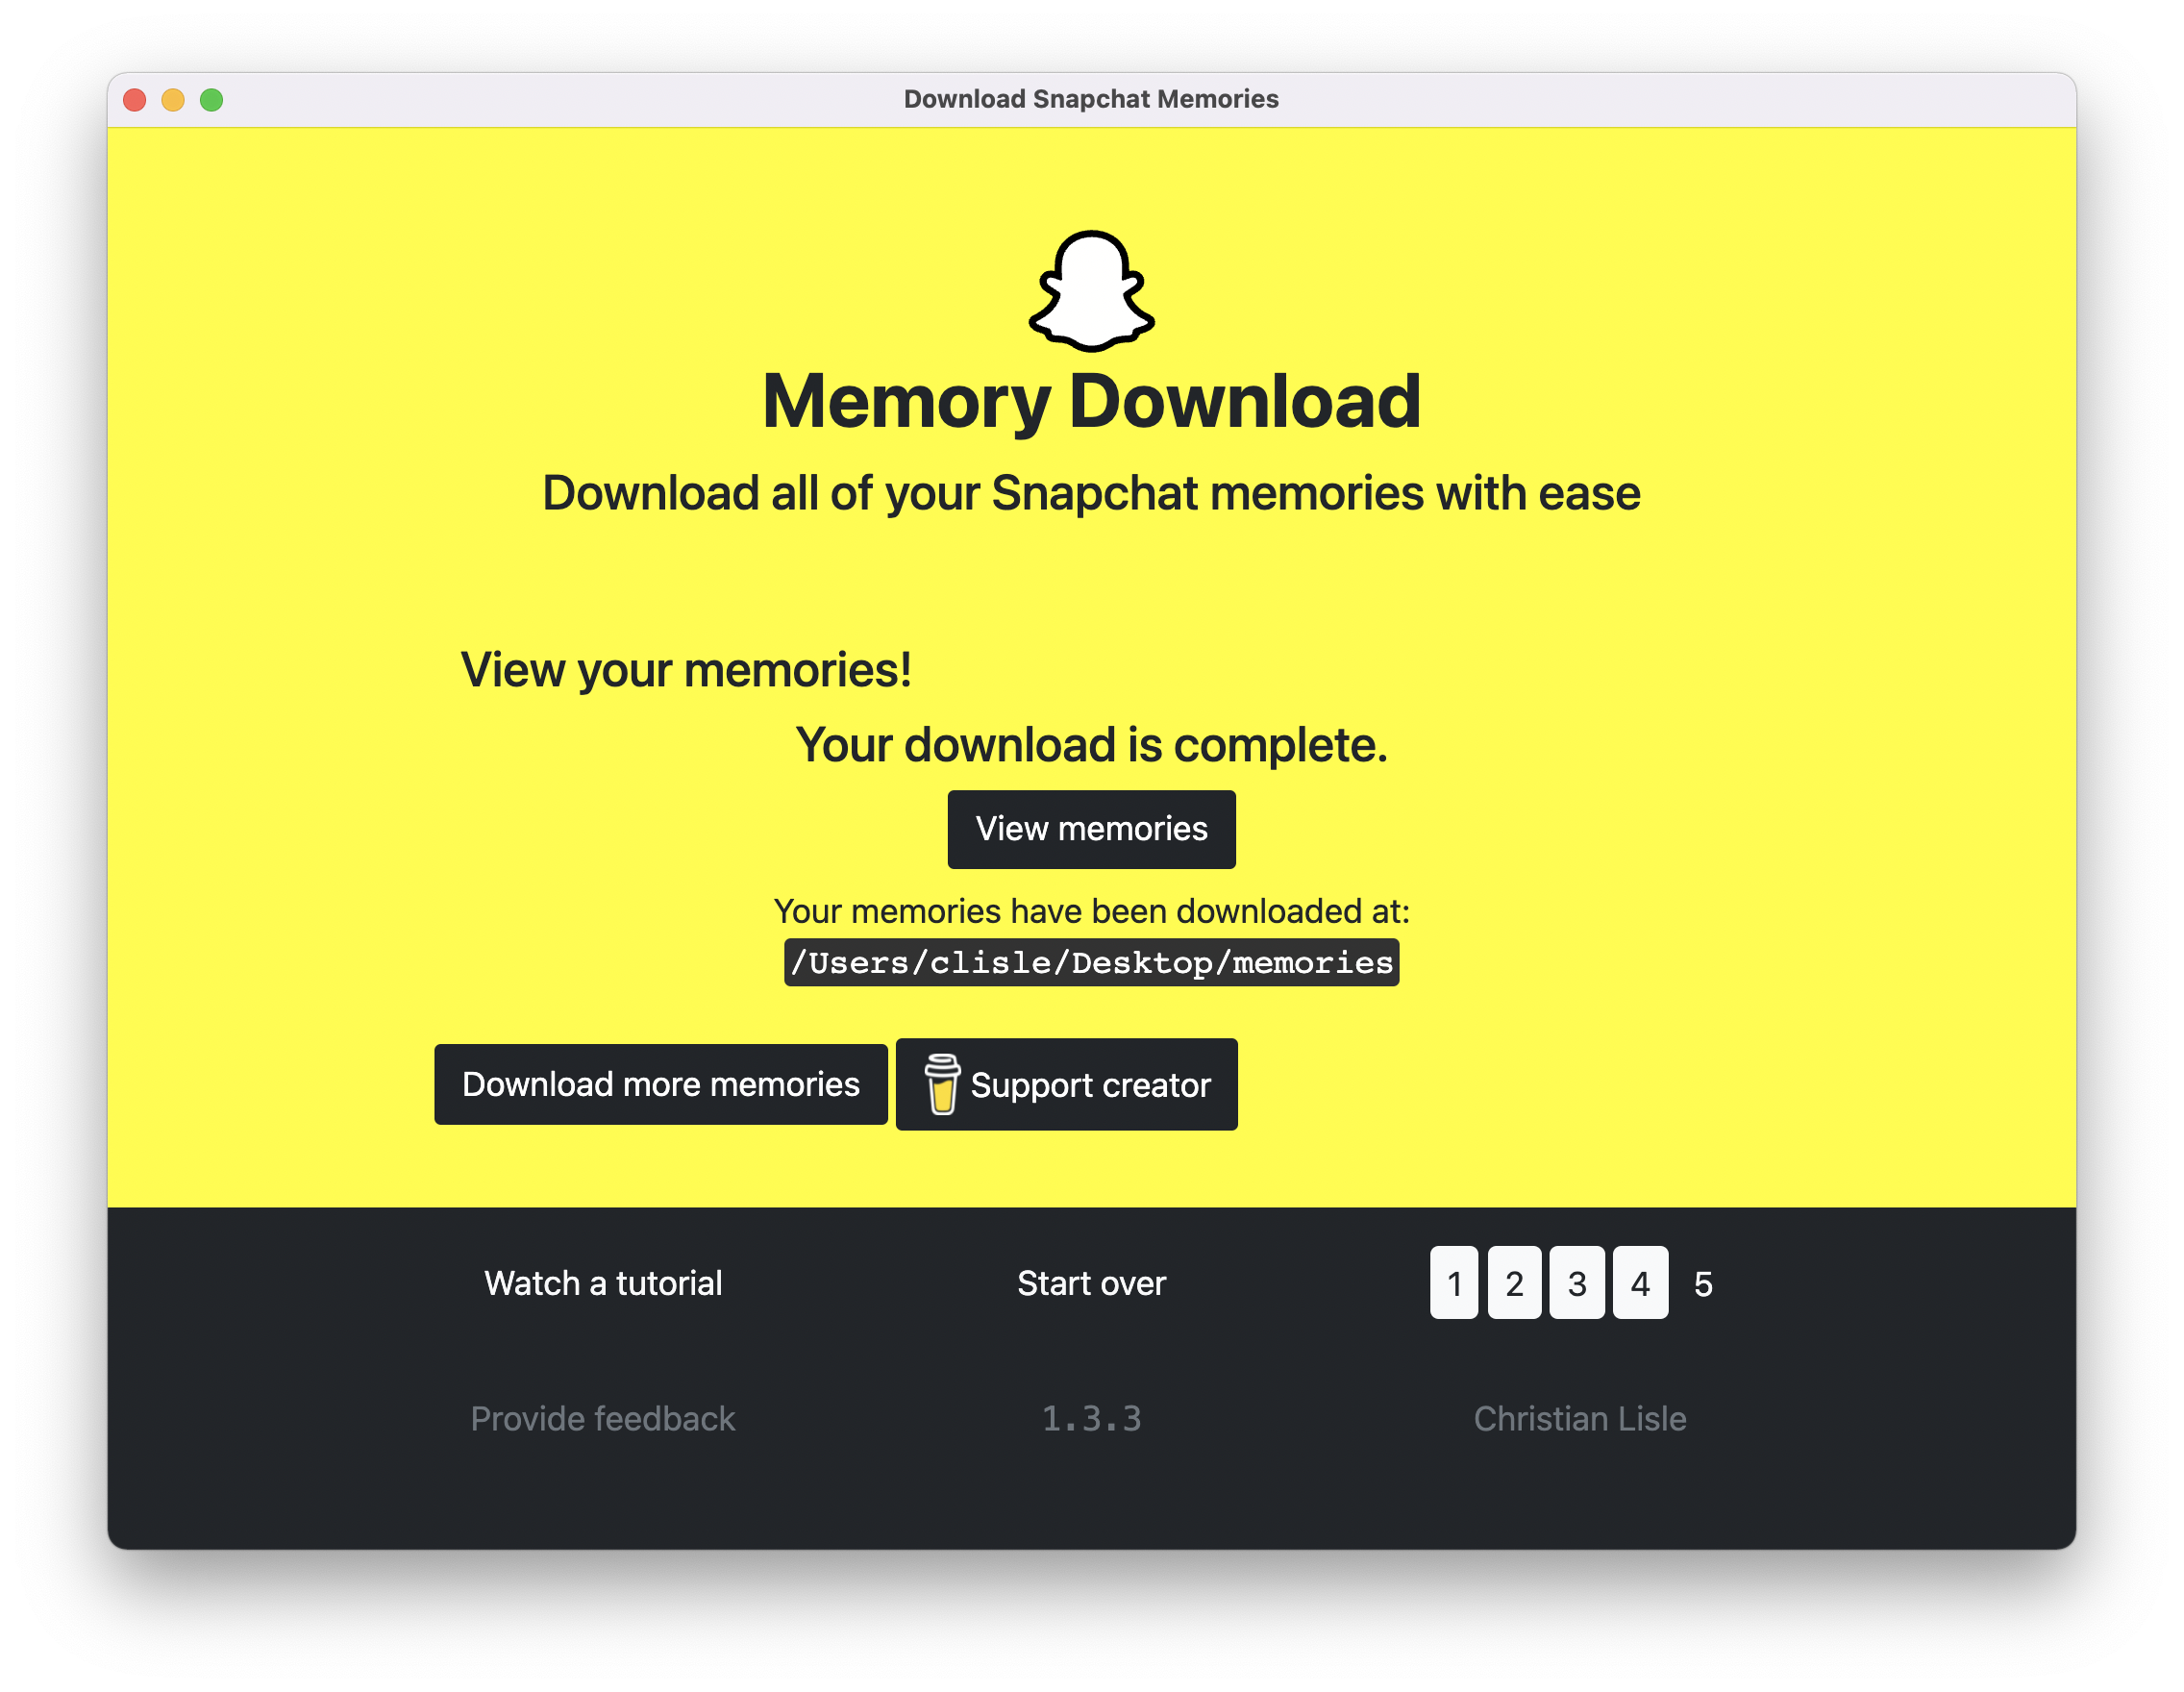 Download Snapchat Memories
Memory Download
Download all of your Snapchat memories with ease
View your memories!
Your download is complete.
View memories
Your memories have been downloaded at:
/Users/clisle/Desktop/memories
Download more memories Support creator
Watch a tutorial Start over 1 2 3 4 5
Provide feedback 1.3.3 Christian Lisle